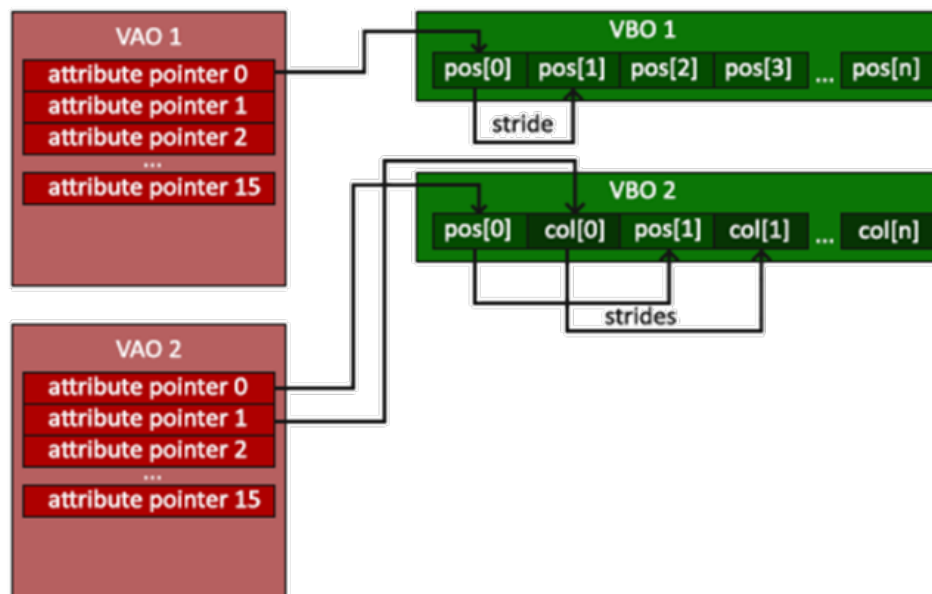 VAO 1
attribute pointer 0
attribute pointer 1
attribute pointer 2
...
attribute pointer 15
VBO 1
pos[0] pos[1] pos[2] pos[3] ... pos[n]
stride
VBO 2
pos[0] col[0] pos[1] col[1] ... col[n]
strides
VAO 2
attribute pointer 0
attribute pointer 1
attribute pointer 2
...
attribute pointer 15